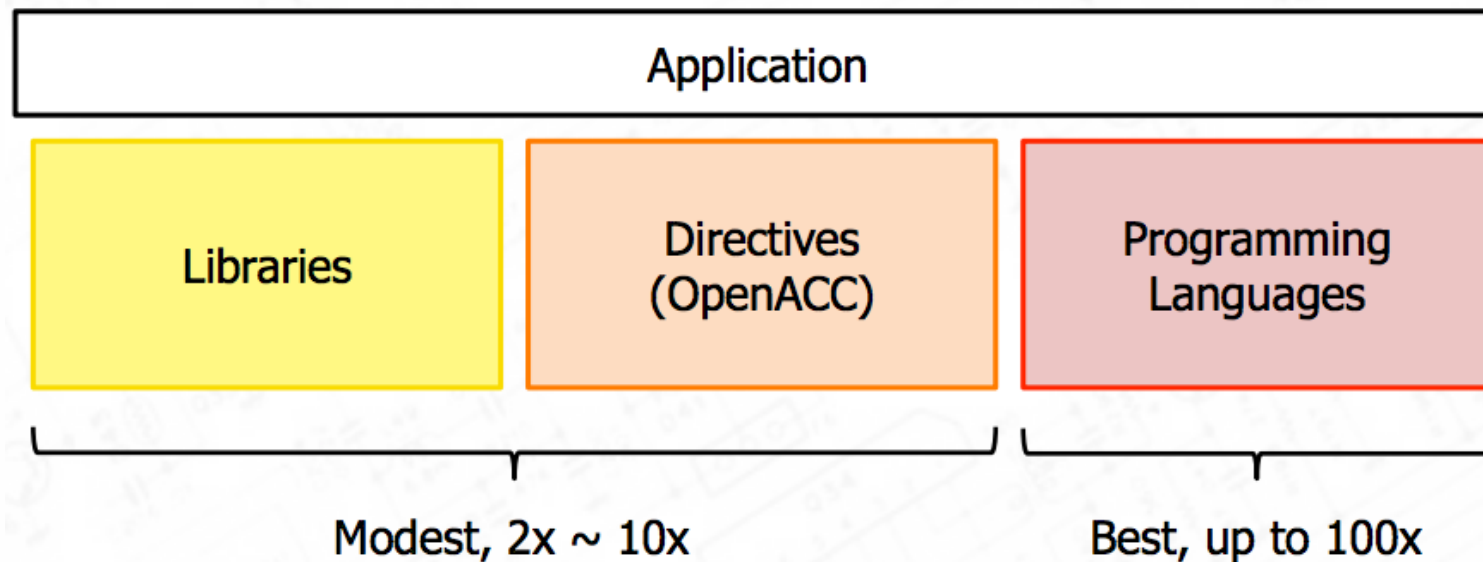 Application
Libraries
Directives
(OpenACC)
Programming
Languages
Modest, 2x ~ 10x
Best, up to 100x